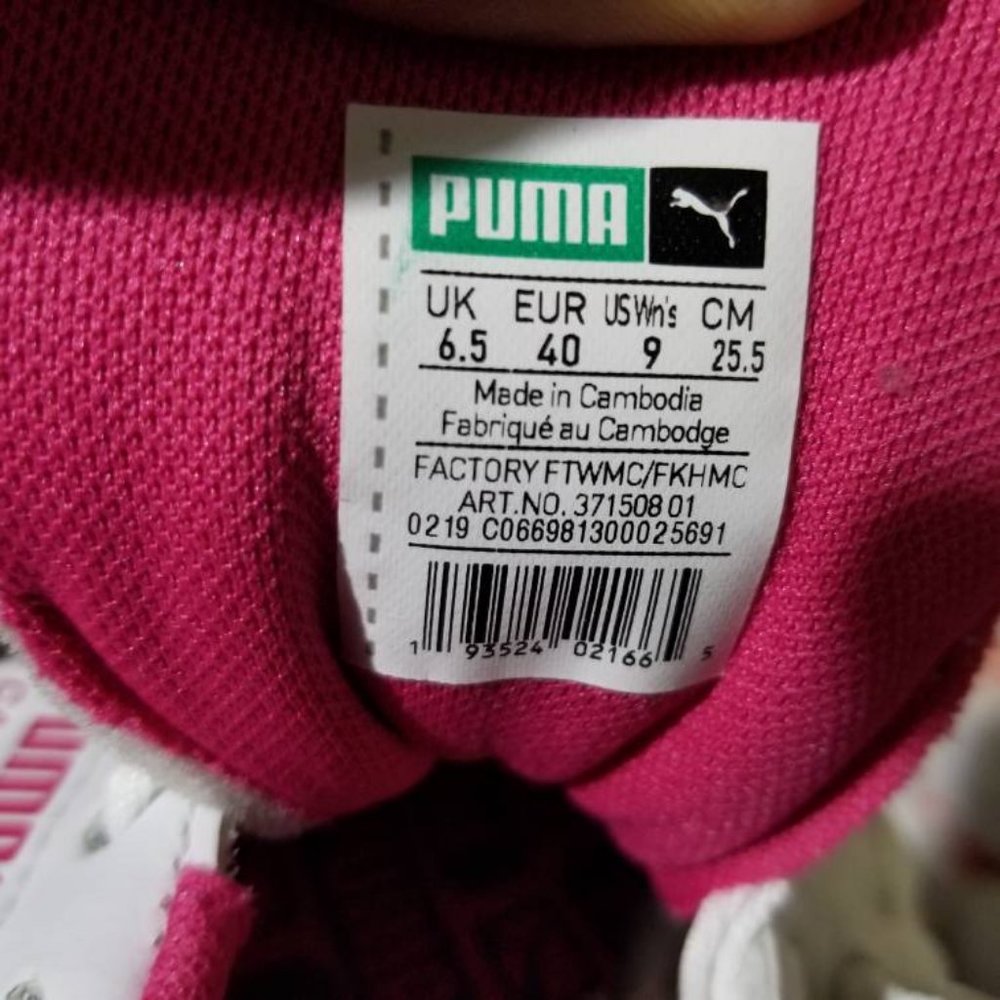 PUMA
UK EUR US Wn's CM
6.5 40 9 25.5
Made in Cambodia
Fabriqué au Cambodge
FACTORY FTWMC/FKHMC
ART.NO. 371508 01
0219 C066981300025691
1 93524 02166 5